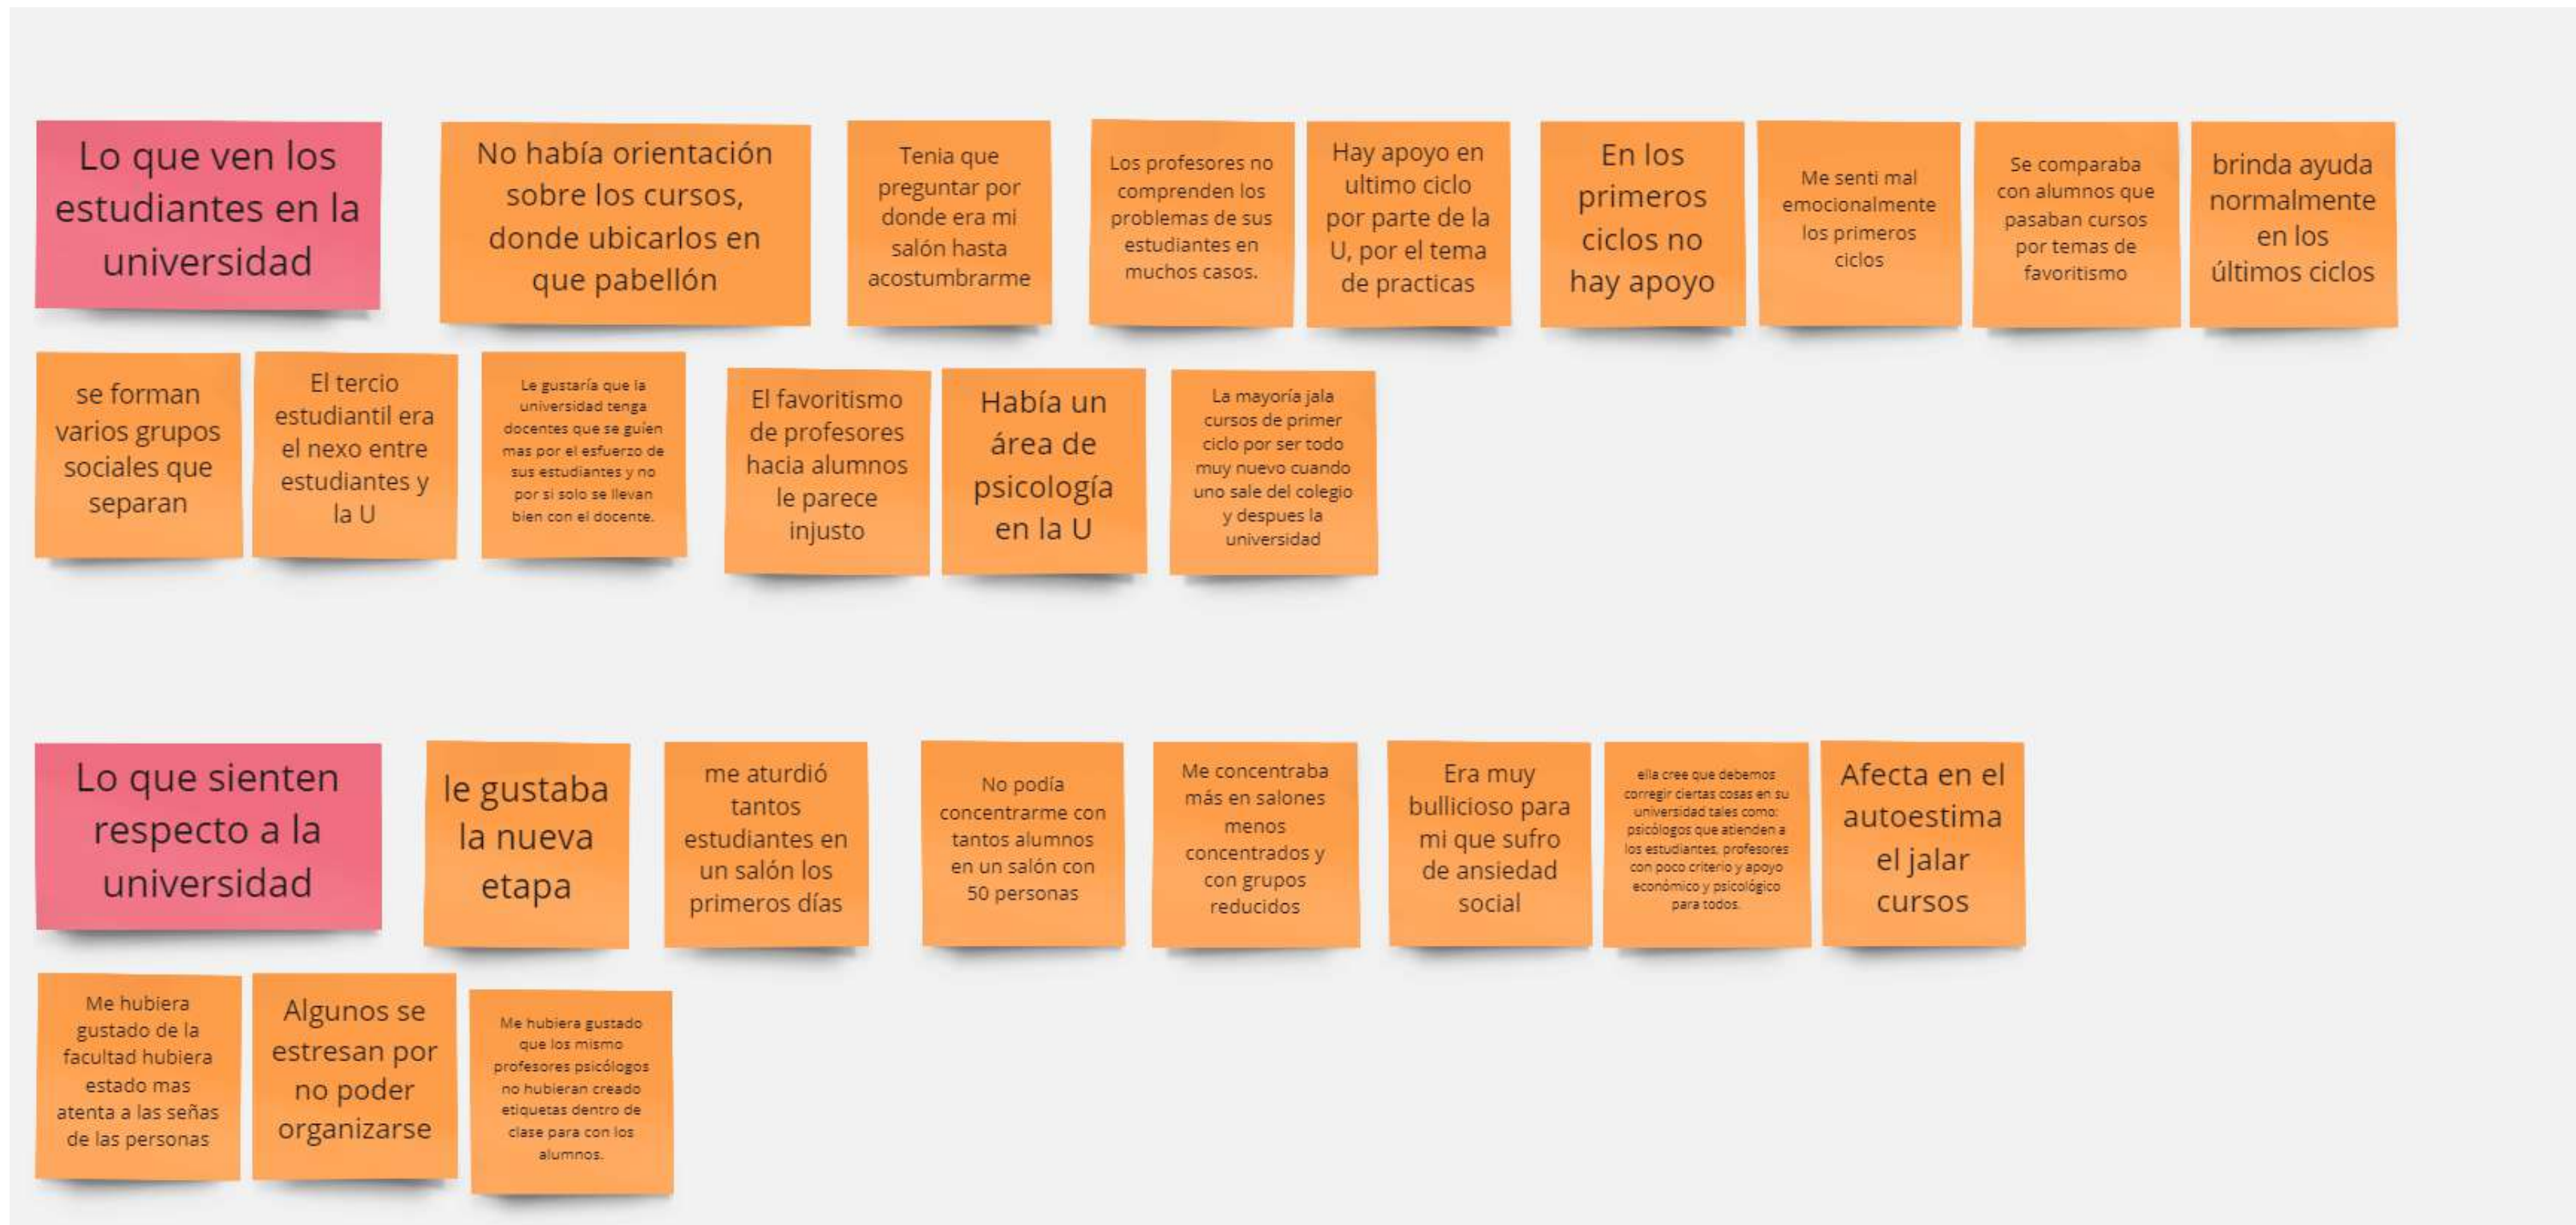 Lo que ven los
estudiantes en la
universidad
No había orientación
sobre los cursos,
donde ubicarlos en
que pabellón
Tenia que
preguntar por
donde era mi
salón hasta
acostumbrarme
Los profesores no
comprenden los
problemas de sus
estudiantes en
muchos casos.
Hay apoyo en
ultimo ciclo
por parte de la
U, por el tema
de practicas
En los
primeros
ciclos no
hay apoyo
Me senti mal
emocionalmente
los primeros
ciclos
Se comparaba
con alumnos que
pasaban cursos
por temas de
favoritismo
brinda ayuda
normalmente
en los
últimos ciclos
se forman
varios grupos
sociales que
separan
El tercio
estudiantil era
el nexo entre
estudiantes y
la U
Le gustaría que la
universidad tenga
docentes que se guíen
mas por el esfuerzo de
sus estudiantes y no
por si solo se llevan
bien con el docente.
El favoritismo
de profesores
hacia alumnos
le parece
injusto
Había un
área de
psicología
en la U
La mayoría jala
cursos de primer
ciclo por ser todo
muy nuevo cuando
uno sale del colegio
y despues la
universidad
Lo que sienten
respecto a la
universidad
le gustaba
la nueva
etapa
me aturdió
tantos
estudiantes en
un salón los
primeros días
No podía
concentrarme con
tantos alumnos
en un salón con
50 personas
Me concentraba
más en salones
menos
concentrados y
con grupos
reducidos
Era muy
bullicioso para
mi que sufro
de ansiedad
social
ella cree que debemos
corregir ciertas cosas en su
universidad tales como:
psicólogos que atienden a
los estudiantes, profesores
con poco criterio y apoyo
económico y psicológico
para todos.
Afecta en el
autoestima
el jalar
cursos
Me hubiera
gustado de la
facultad hubiera
estado mas
atenta a las señas
de las personas
Algunos se
estresan por
no poder
organizarse
Me hubiera gustado
que los mismo
profesores psicólogos
no hubieran creado
etiquetas dentro de
clase para con los
alumnos.